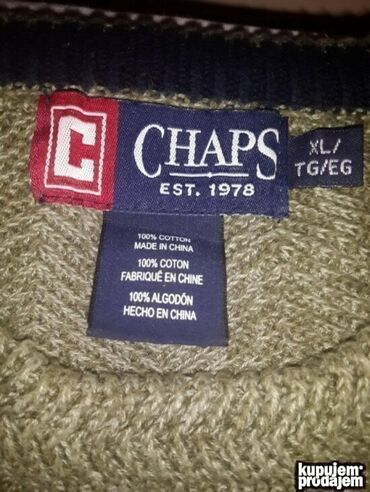 C CHAPS
EST. 1978
XL/
TG/EG
100% COTTON
MADE IN CHINA
100% COTON
FABRIQUÉ EN CHINE
100% ALGODÓN
HECHO EN CHINA
kupujem
prodajem